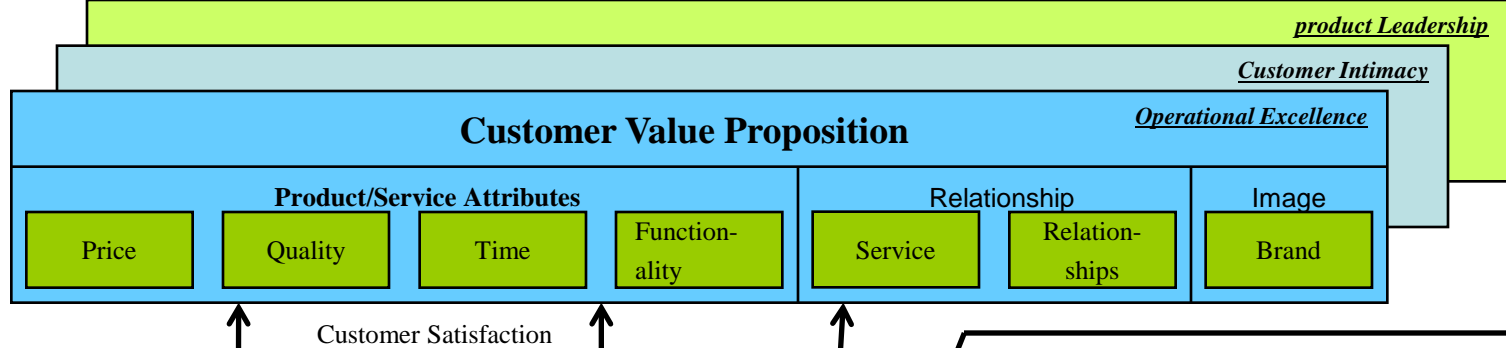 product Leadership
Customer Intimacy
Operational Excellence
Customer Value Proposition
Product/Service Attributes
Relationship
Image
Price
Quality
Time
Function-
ality
Service
Relation-
ships
Brand
Customer Satisfaction